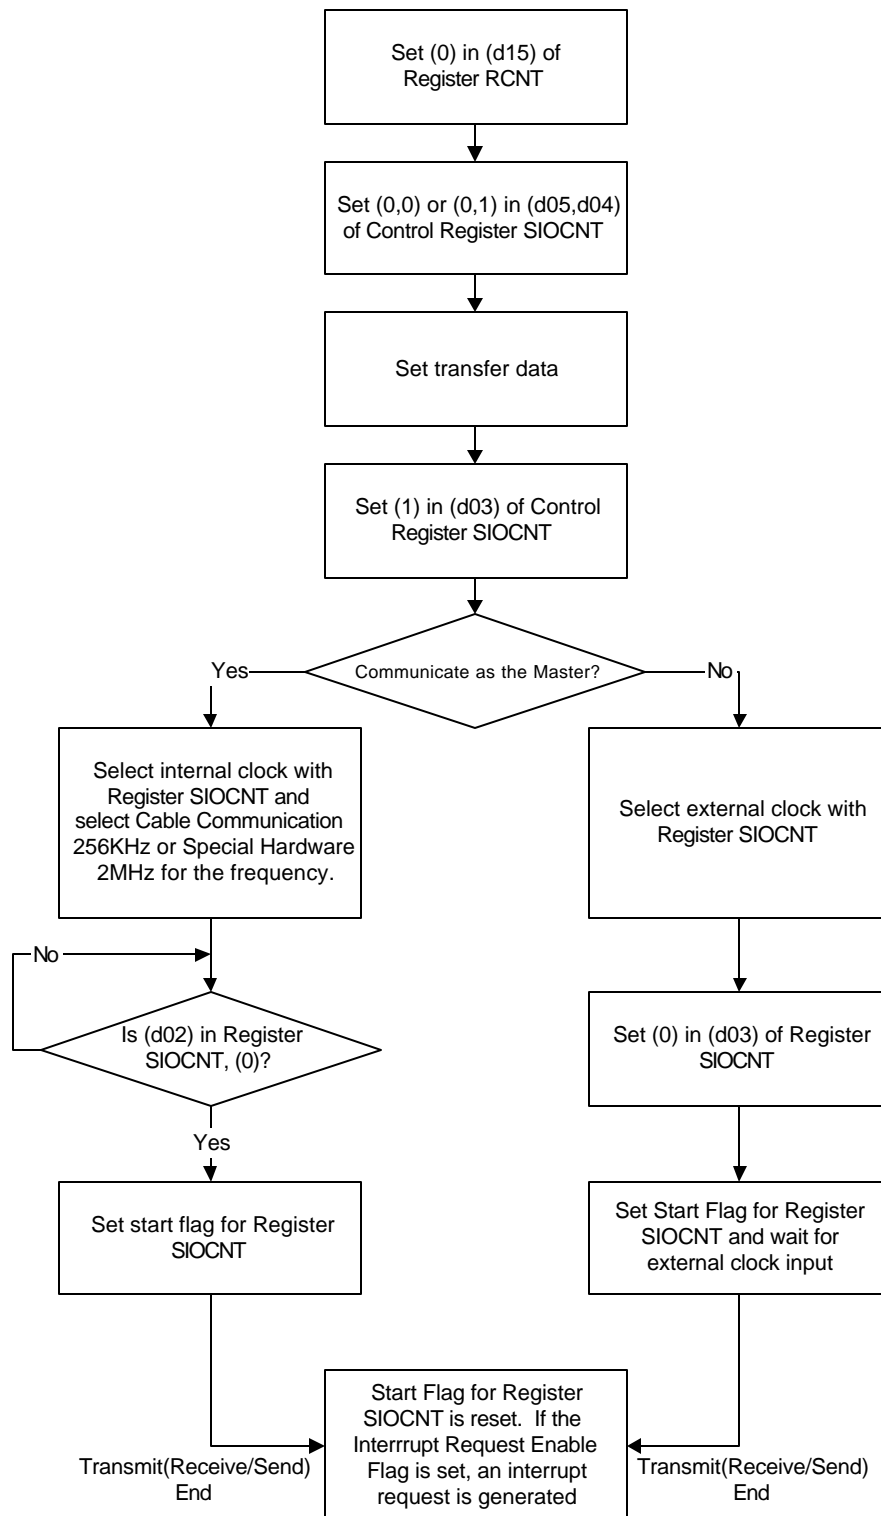 Set (0) in (d15) of
Register RCNT
Set (0,0) or (0,1) in (d05,d04)
of Control Register SIOCNT
Set transfer data
Set (1) in (d03) of Control
Register SIOCNT
Communicate as the Master?
Yes
No
Select internal clock with
Register SIOCNT and
select Cable Communication
256KHz or Special Hardware
2MHz for the frequency.
Select external clock with
Register SIOCNT
No
Is (d02) in Register
SIOCNT, (0)?
Yes
Set (0) in (d03) of Register
SIOCNT
Set start flag for Register
SIOCNT
Set Start Flag for Register
SIOCNT and wait for
external clock input
Start Flag for Register
SIOCNT is reset.  If the
Interrrupt Request Enable
Flag is set, an interrupt
request is generated
Transmit(Receive/Send)
End
Transmit(Receive/Send)
End